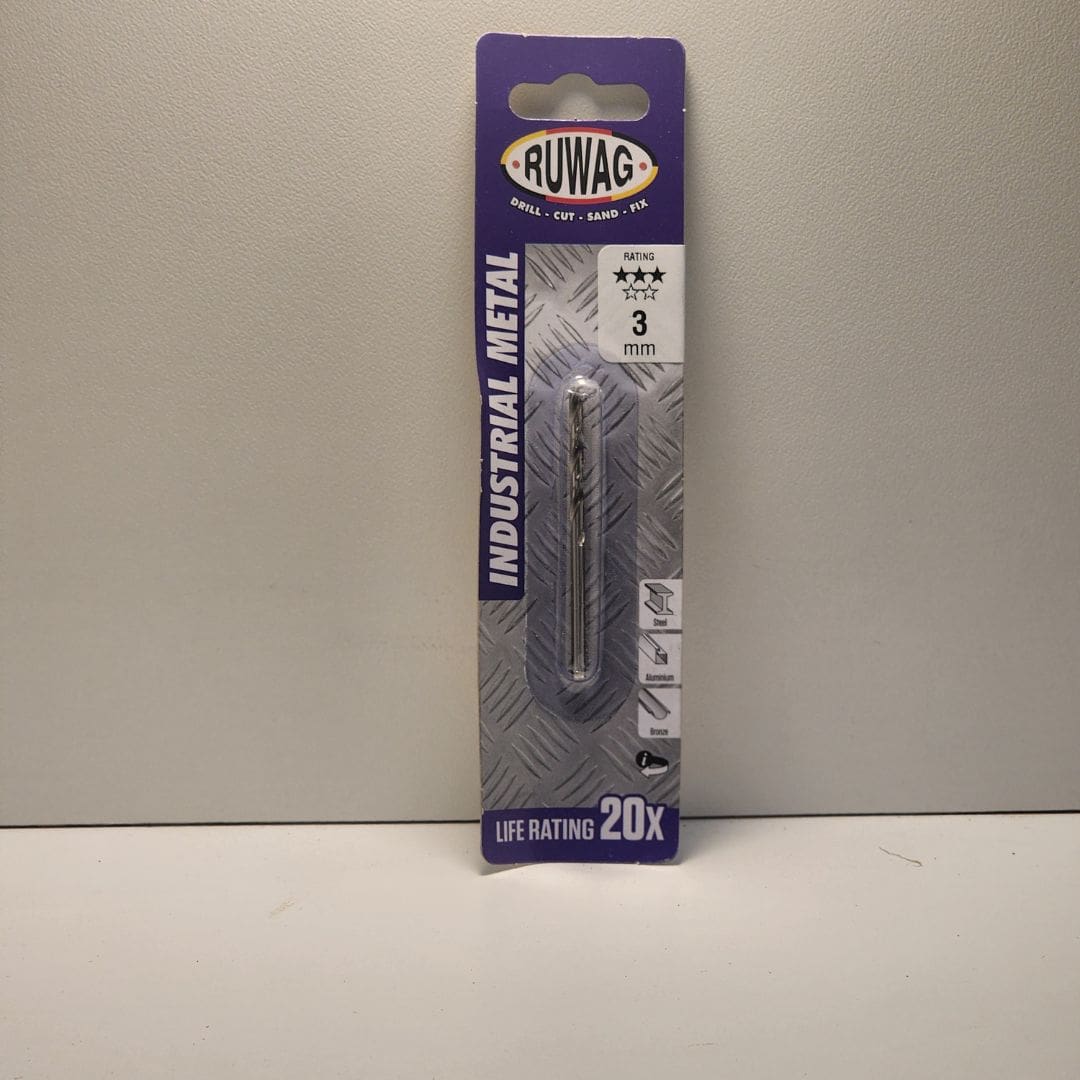 RUWAG
DRILL - CUT - SAND - FIX
INDUSTRIAL METAL
RATING
3
mm
Steel
Aluminium
Bronze
i
LIFE RATING 20X